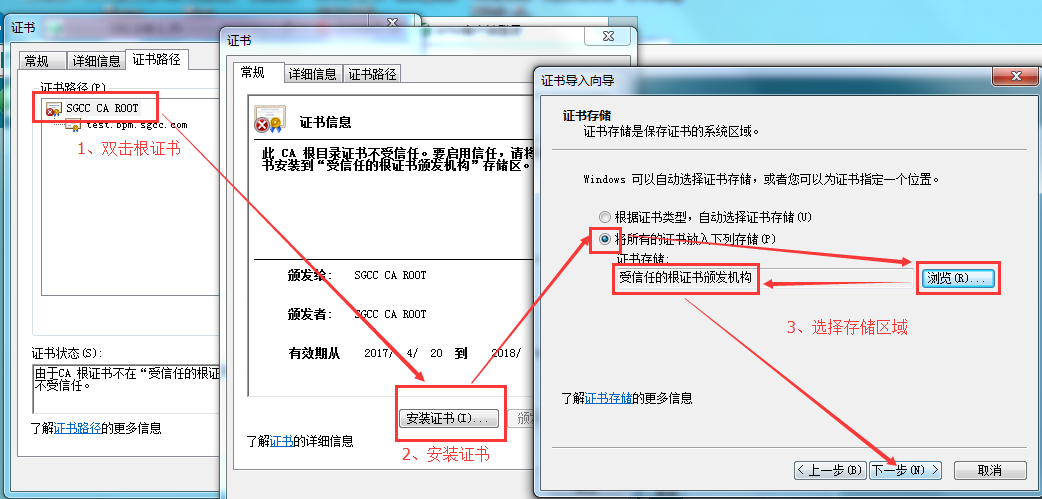 证书
常规
详细信息
证书路径
证书路径(P)
SGCC CA ROOT
test.bpm.sgcc.com
1、双击根证书
证书状态(S):
由于CA 根证书不在“受信任的根证
不受信任。
了解证书路径的更多信息
证书
常规
详细信息
证书路径
证书信息
此 CA 根目录证书不受信任。要启用信任，请将
书安装到“受信任的根证书颁发机构”存储区。
颁发给: SGCC CA ROOT
颁发者: SGCC CA ROOT
有效期从 2017/ 4/ 20 到 2018/
安装证书(I)...
颁
了解证书的详细信息
2、安装证书
证书导入向导
证书存储
证书存储是保存证书的系统区域。
Windows 可以自动选择证书存储，或者您可以为证书指定一个位置。
根据证书类型，自动选择证书存储(U)
将所有的证书放入下列存储(P)
证书存储:
受信任的根证书颁发机构
浏览(R)...
3、选择存储区域
了解证书存储的更多信息
< 上一步(B)
下一步(N) >
取消